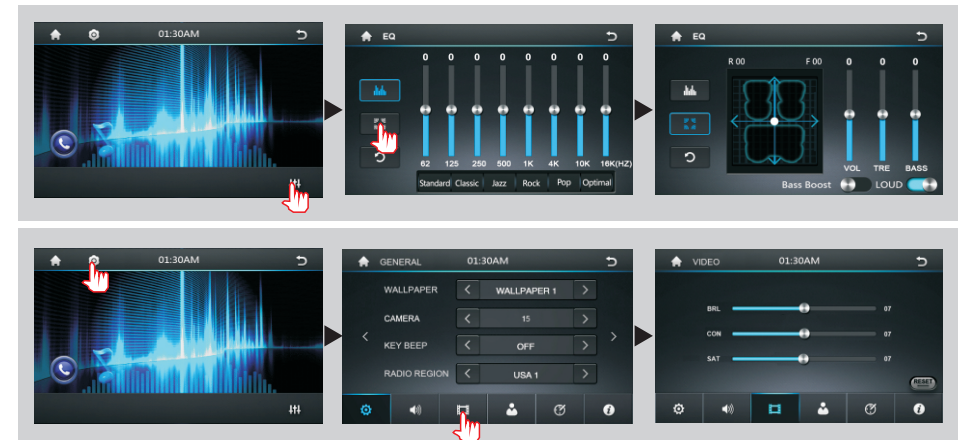 01:30AM
EQ
0 0 0 0 0 0 0 0
62 125 250 500 1K 4K 10K 16K(HZ)
Standard Classic Jazz Rock Pop Optimal
EQ
R 00 F 00 0 0 0
VOL TRE BASS
Bass Boost LOUD
01:30AM
GENERAL 01:30AM
WALLPAPER WALLPAPER 1
CAMERA 15
KEY BEEP OFF
RADIO REGION USA 1
VIDEO 01:30AM
BRL 07
CON 07
SAT 07
RESET